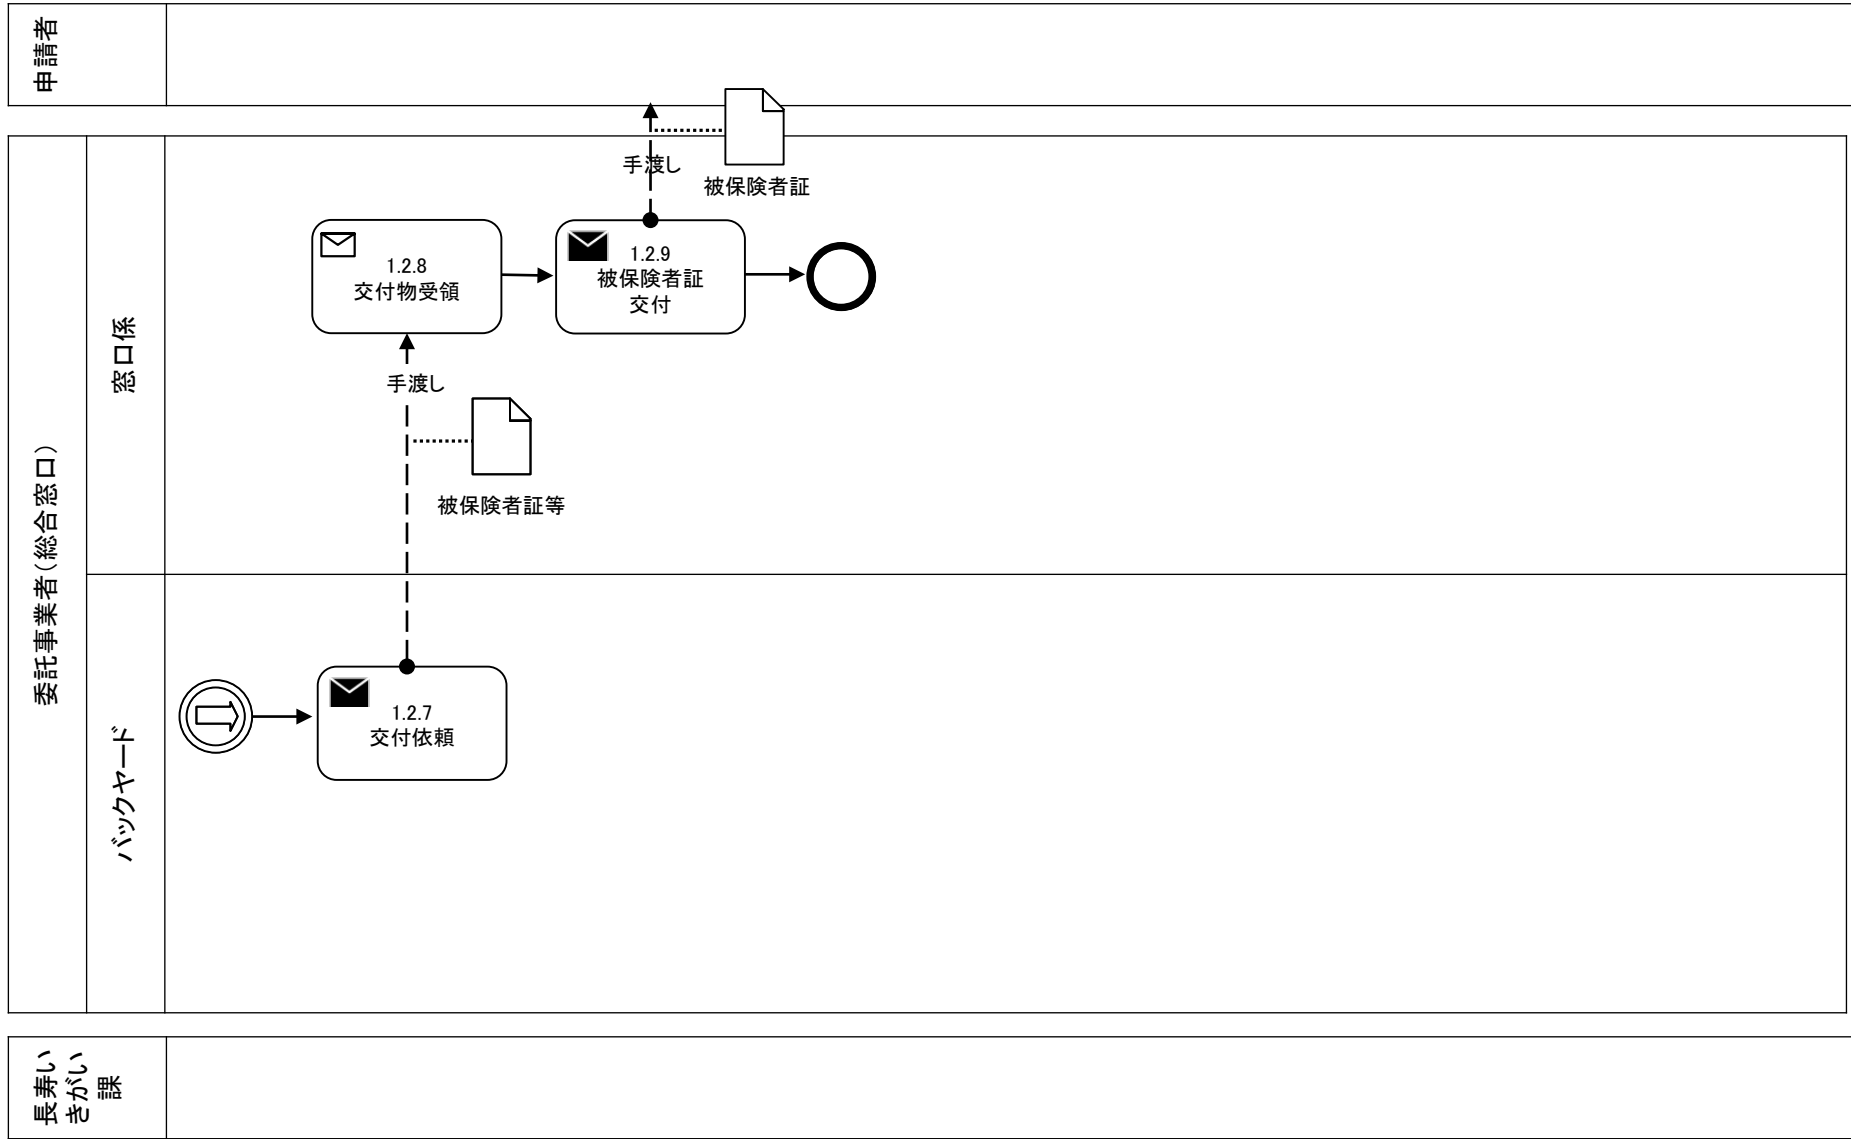 申請者
手渡し
被保険者証
1.2.8
交付物受領
1.2.9
被保険者証
交付
窓口係
手渡し
被保険者証等
委託事業者(総合窓口)
1.2.7
交付依頼
バックヤード
長寿い
きがい
課